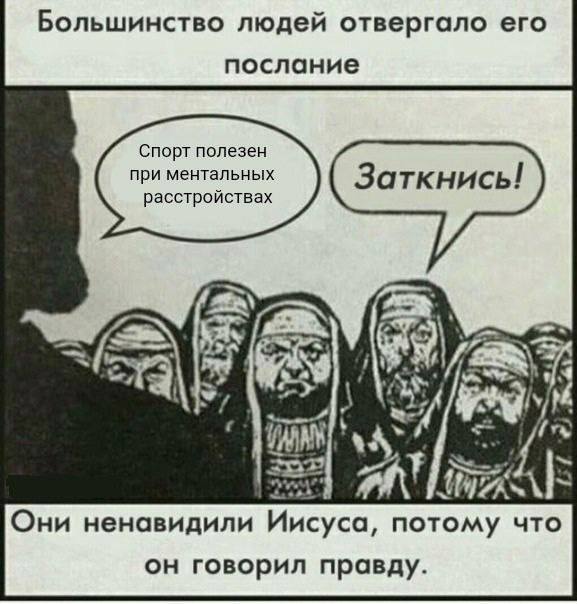 Большинство людей отвергало его
послание
Спорт полезен
при ментальных
расстройствах
Заткнись!
Они ненавидили Иисуса, потому что
он говорил правду.